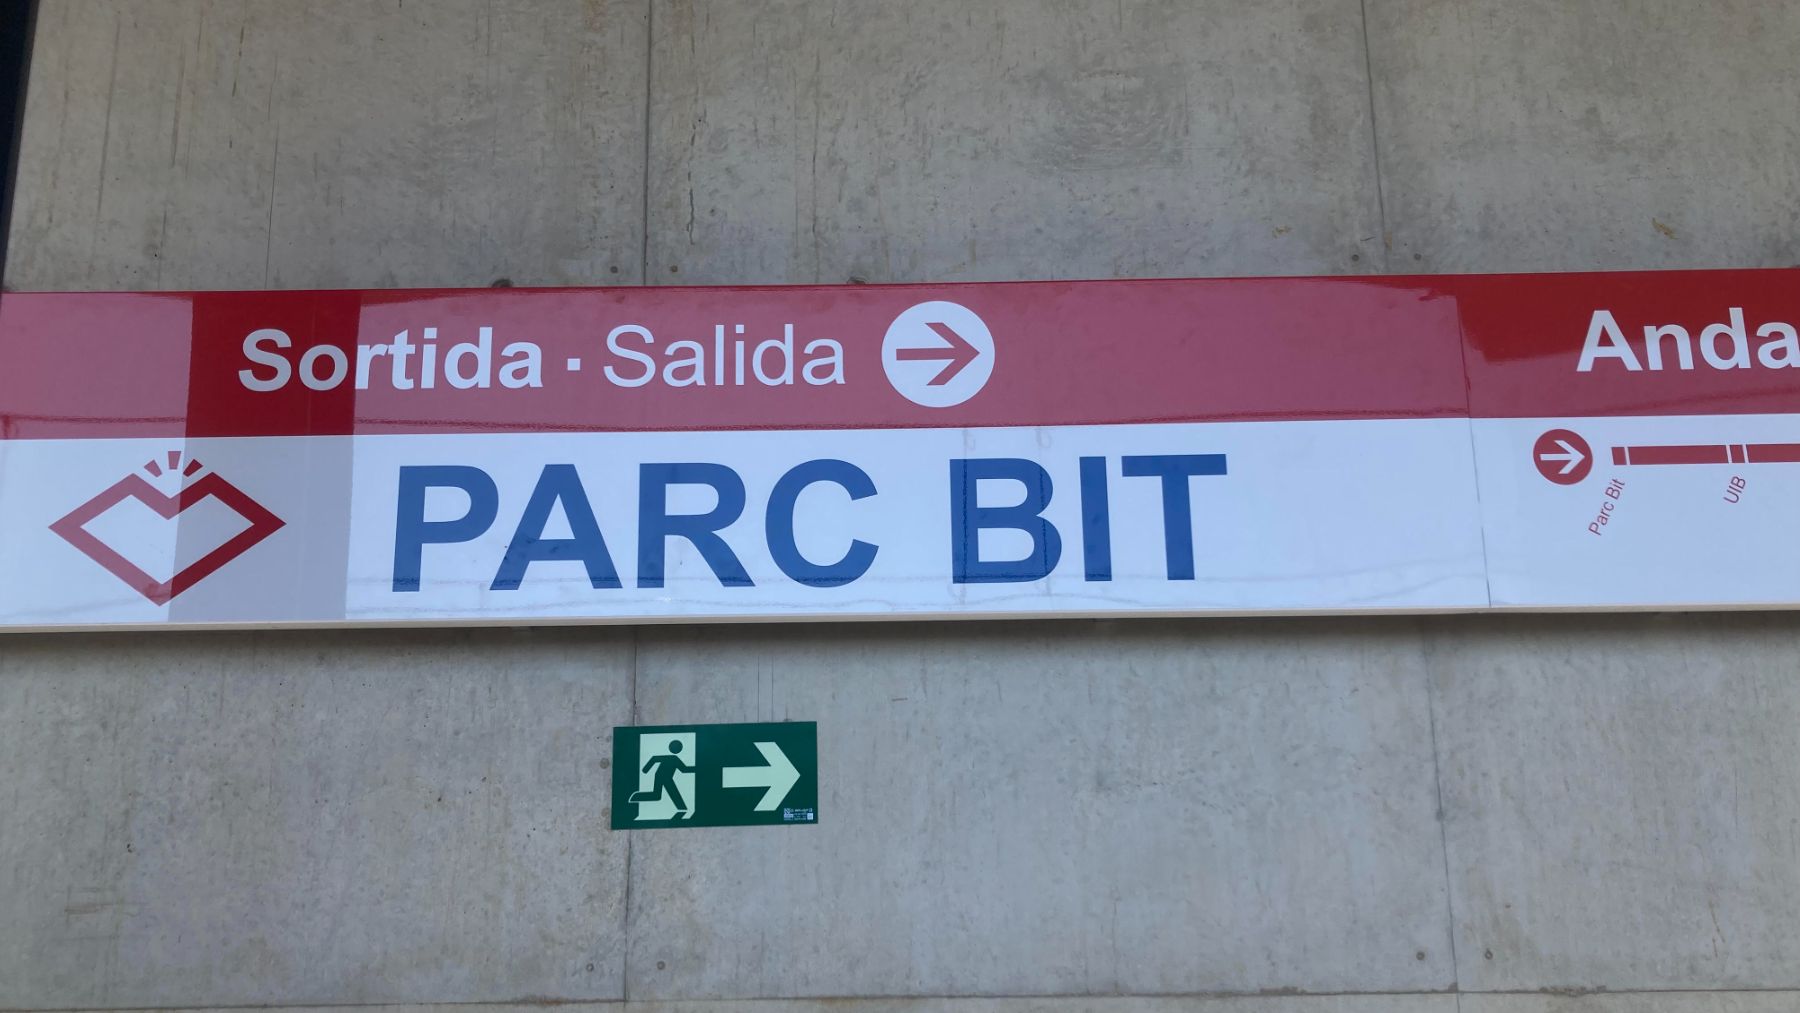 Sortida · Salida
PARC BIT
Anda
Parc Bit
UIB